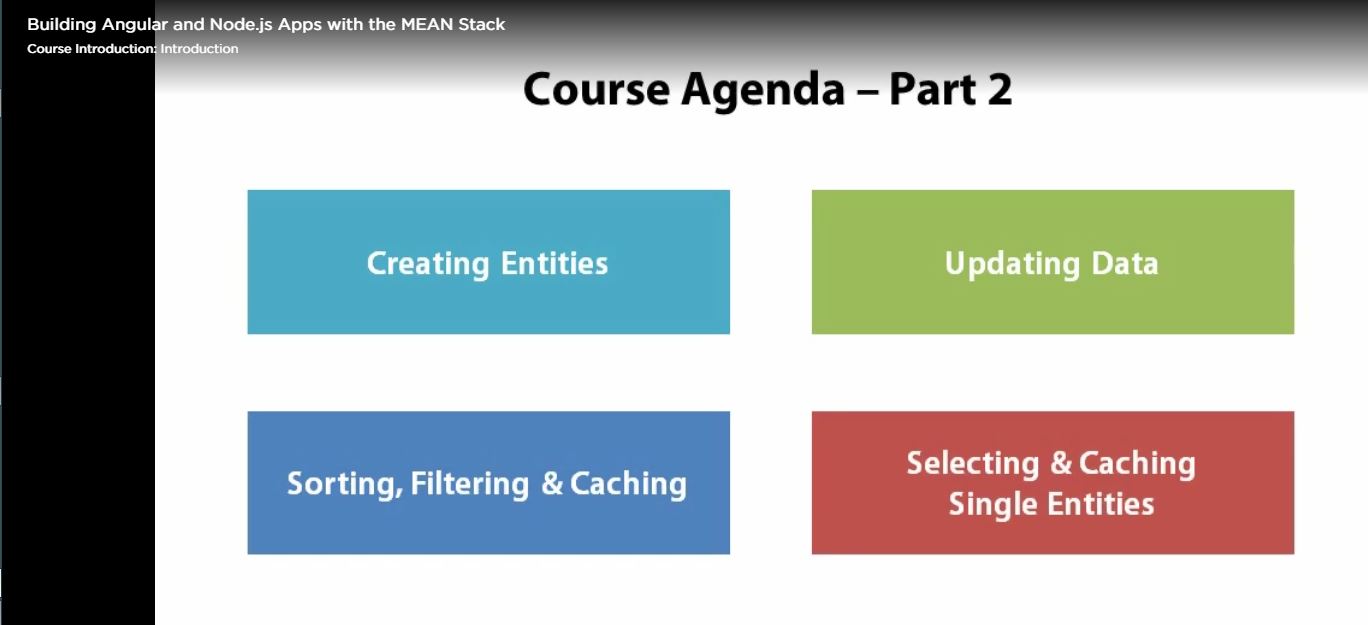 Building Angular and Node.js Apps with the MEAN Stack
Course Introduction: Introduction
Course Agenda – Part 2
Creating Entities
Updating Data
Sorting, Filtering & Caching
Selecting & Caching
Single Entities